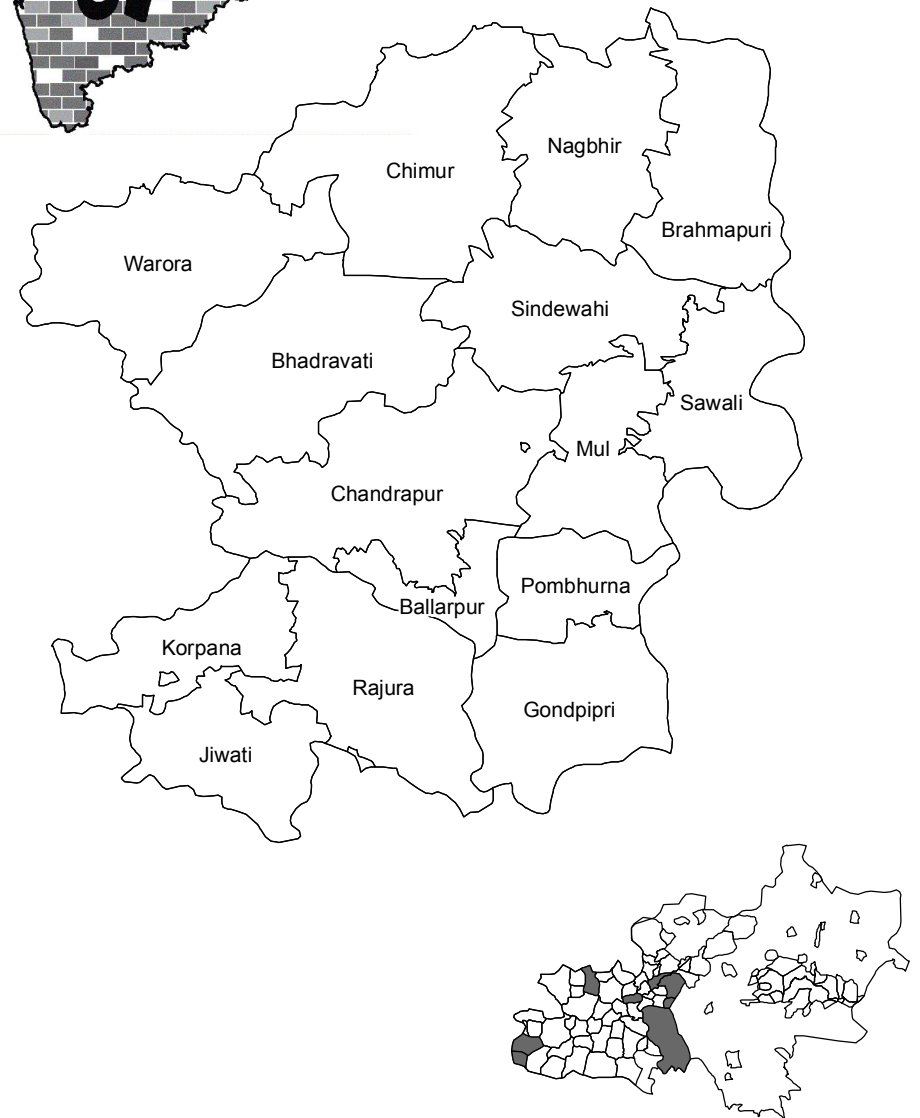 Nagbhir
Chimur
Brahmapuri
Warora
Sindewahi
Bhadravati
Sawali
Mul
Chandrapur
Pombhurna
Ballarpur
Korpana
Rajura
Gondpipri
Jiwati